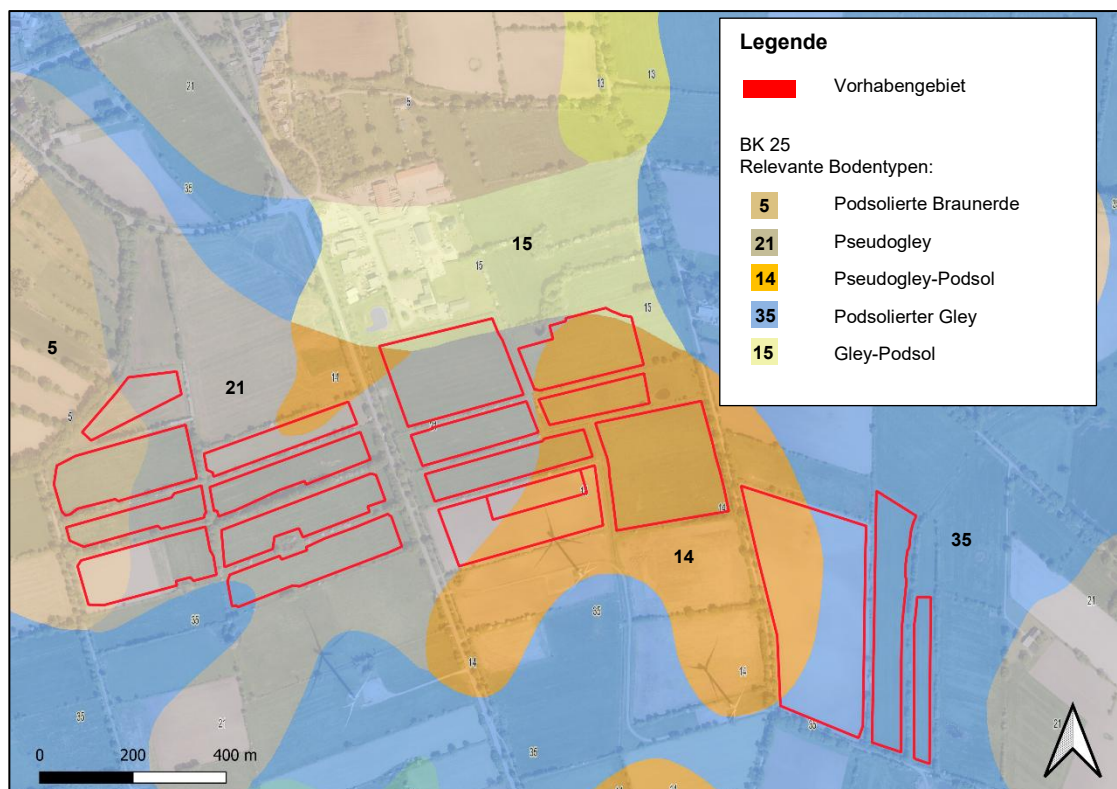 Legende
Vorhabengebiet
BK 25
Relevante Bodentypen:
5 Podsolierte Braunerde
21 Pseudogley
14 Pseudogley-Podsol
35 Podsolierter Gley
15 Gley-Podsol
21
5
13
13
35
15
15
15
5
21
14
5
14
14
35
35
35
21
14
14
35
21
35
21
0 200 400 m